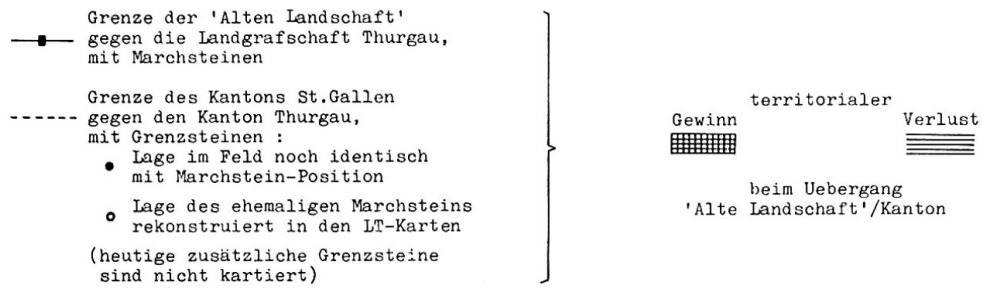 Grenze der 'Alten Landschaft'
gegen die Landgrafschaft Thurgau,
mit Marchsteinen
Grenze des Kantons St.Gallen
gegen den Kanton Thurgau,
mit Grenzsteinen :
Lage im Feld noch identisch
mit Marchstein-Position
Lage des ehemaligen Marchsteins
rekonstruiert in den LT-Karten
(heutige zusätzliche Grenzsteine
sind nicht kartiert)
territorialer
Gewinn Verlust
beim Uebergang
'Alte Landschaft'/Kanton